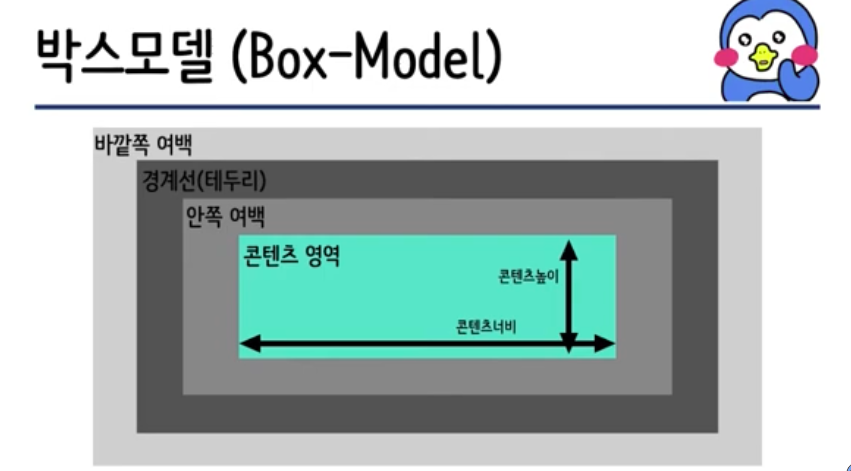 박스모델 (Box-Model)
바깥쪽 여백
경계선(테두리)
안쪽 여백
콘텐츠 영역
콘텐츠높이
콘텐츠너비